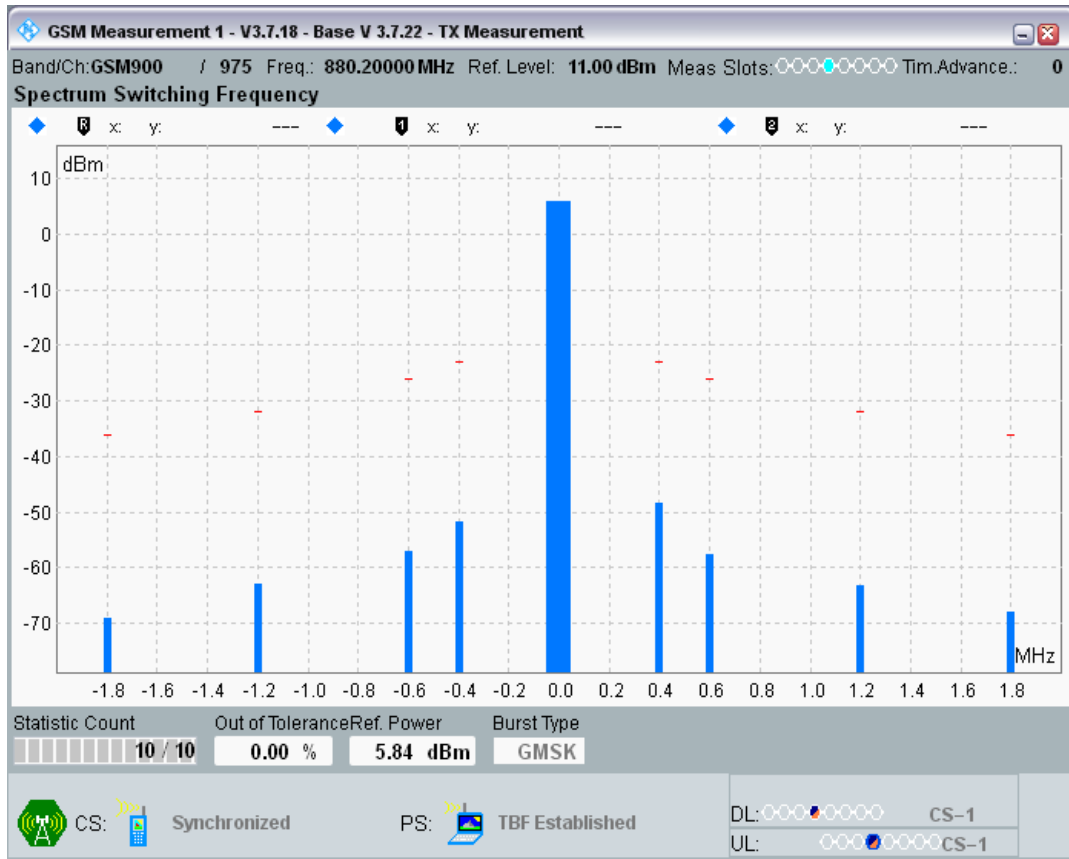 GSM Measurement 1 - V3.7.18 - Base V 3.7.22 - TX Measurement
Band/Ch:GSM900 / 975 Freq.: 880.20000 MHz Ref. Level: 11.00 dBm Meas Slots: Tim.Advance.: 0
Spectrum Switching Frequency
R x: y: --- 1 x: y: --- 2 x: y: ---
dBm
10
0
-10
-20
-30
-40
-50
-60
-70
MHz
-1.8 -1.6 -1.4 -1.2 -1.0 -0.8 -0.6 -0.4 -0.2 0.0 0.2 0.4 0.6 0.8 1.0 1.2 1.4 1.6 1.8
Statistic Count Out of Tolerance Ref. Power Burst Type
10 / 10 0.00 % 5.84 dBm GMSK
CS: Synchronized PS: TBF Established
DL: CS-1
UL: CS-1